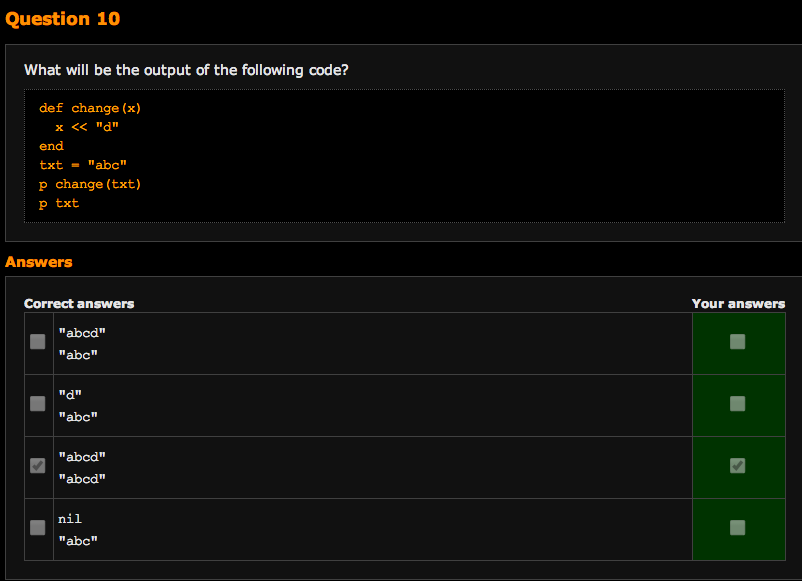 Question 10
What will be the output of the following code?
def change(x)
  x << "d"
end
txt = "abc"
p change(txt)
p txt
Answers
Correct answers Your answers
"abcd"
"abc"
"d"
"abc"
"abcd"
"abcd"
nil
"abc"